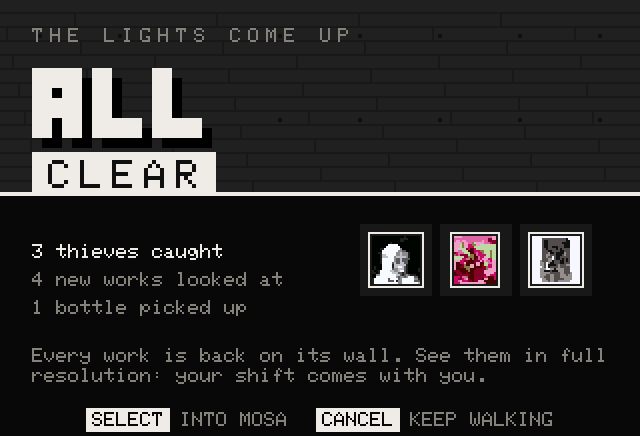 THE LIGHTS COME UP
ALL
CLEAR
3 thieves caught
4 new works looked at
1 bottle picked up
Every work is back on its wall. See them in full
resolution: your shift comes with you.
SELECT INTO MOSA CANCEL KEEP WALKING